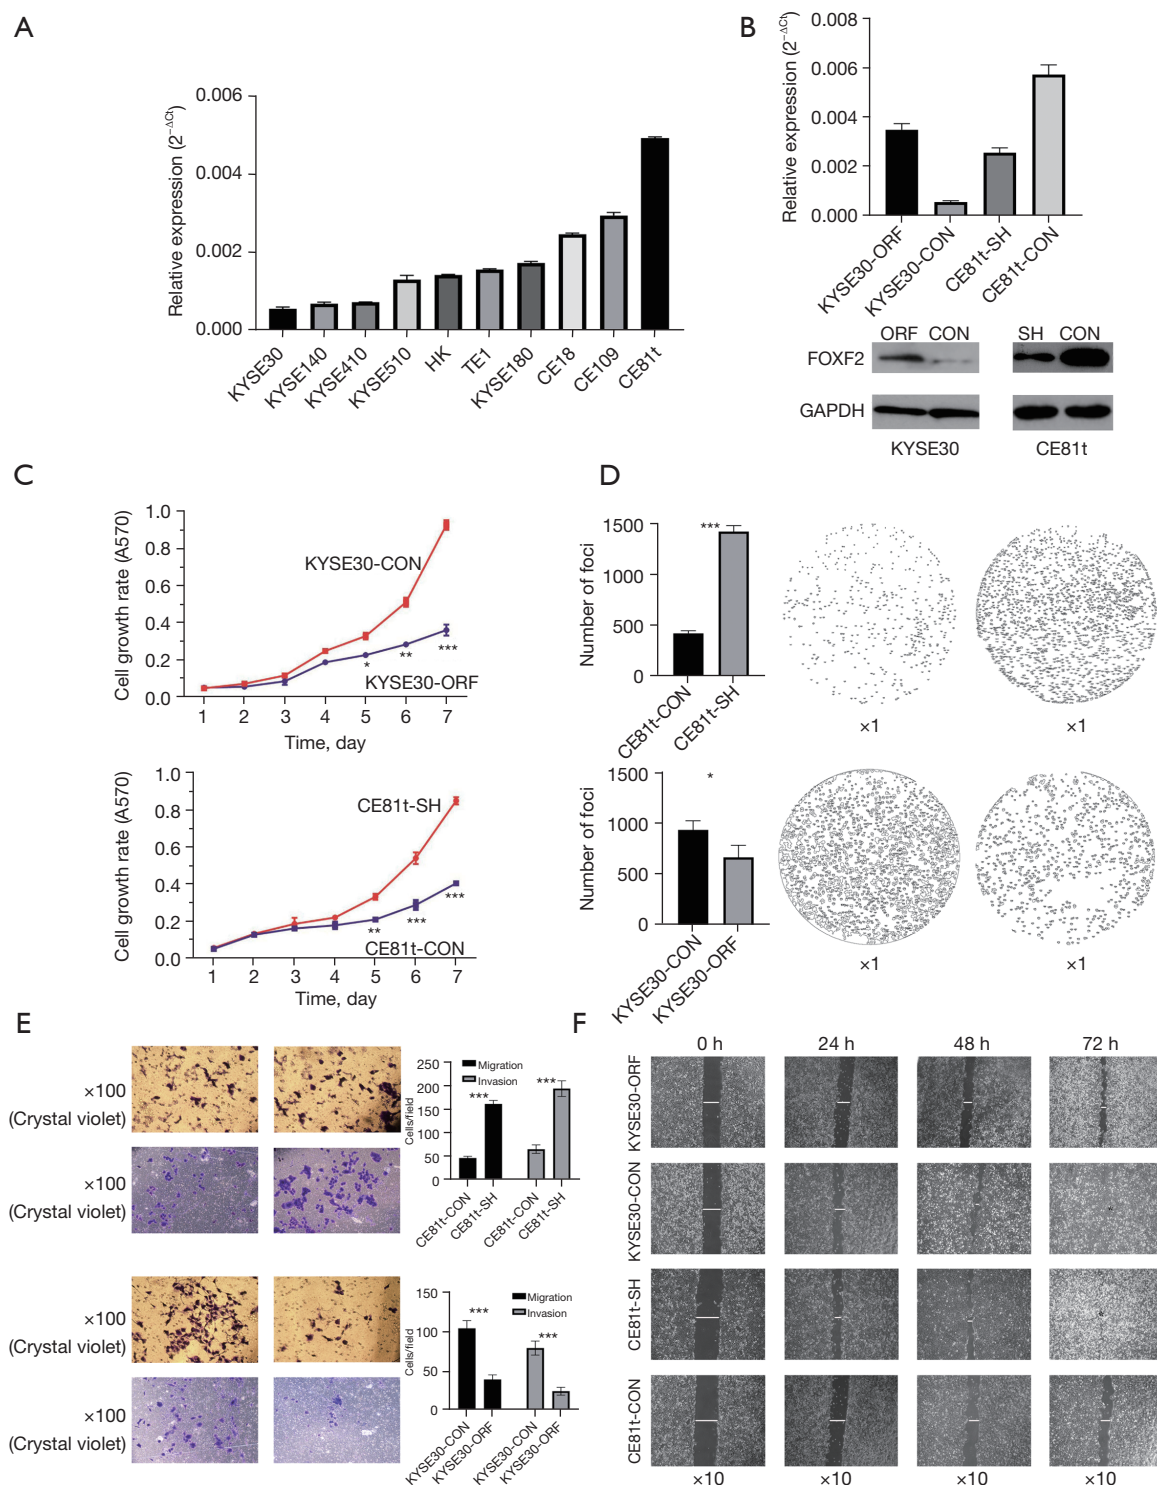 A
Relative expression (2⁻ΔCt)
0.006
0.004
0.002
0.000
KYSE30
KYSE140
KYSE410
KYSE510
HK
TE1
KYSE180
CE18
CE109
CE81t
B
Relative expression (2⁻ΔCt)
0.008
0.006
0.004
0.002
0.000
KYSE30-ORF
KYSE30-CON
CE81t-SH
CE81t-CON
ORF CON SH CON
FOXF2
GAPDH
KYSE30 CE81t
C
Cell growth rate (A570)
1.0
0.8
0.6
0.4
0.2
0.0
KYSE30-CON
* ** ***
KYSE30-ORF
1 2 3 4 5 6 7
Time, day
Cell growth rate (A570)
1.0
0.8
0.6
0.4
0.2
0.0
CE81t-SH
** *** ***
CE81t-CON
1 2 3 4 5 6 7
Time, day
D
Number of foci
1500
1000
500
0
***
CE81t-CON
CE81t-SH
×1 ×1
Number of foci
1500
1000
500
0
*
KYSE30-CON
KYSE30-ORF
×1 ×1
E
×100
(Crystal violet)
×100
(Crystal violet)
Cells/field
250
200
150
100
50
0
Migration
Invasion
*** ***
CE81t-CON
CE81t-SH
CE81t-CON
CE81t-SH
×100
(Crystal violet)
×100
(Crystal violet)
Cells/field
150
100
50
0
Migration
Invasion
*** ***
KYSE30-CON
KYSE30-ORF
KYSE30-CON
KYSE30-ORF
F
0 h 24 h 48 h 72 h
KYSE30-ORF
KYSE30-CON
CE81t-SH
CE81t-CON
×10 ×10 ×10 ×10